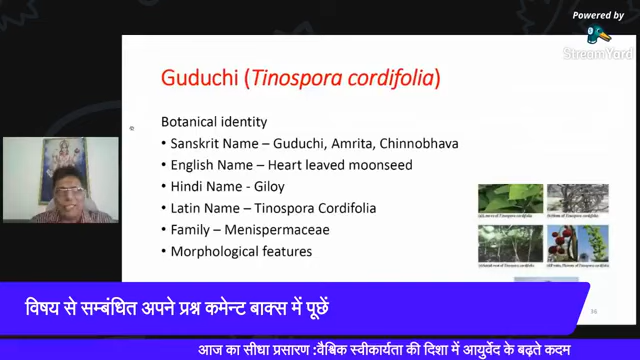 Powered by
StreamYard
Guduchi (Tinospora cordifolia)
Botanical identity
• Sanskrit Name – Guduchi, Amrita, Chinnobhava
• English Name – Heart leaved moonseed
• Hindi Name - Giloy
• Latin Name – Tinospora Cordifolia
• Family – Menispermaceae
• Morphological features
विषय से सम्बंधित अपने प्रश्न कमेन्ट बाक्स में पूछें
आज का सीधा प्रसारण :वैश्विक स्वीकार्यता की दिशा में आयुर्वेद के बढ़ते कदम